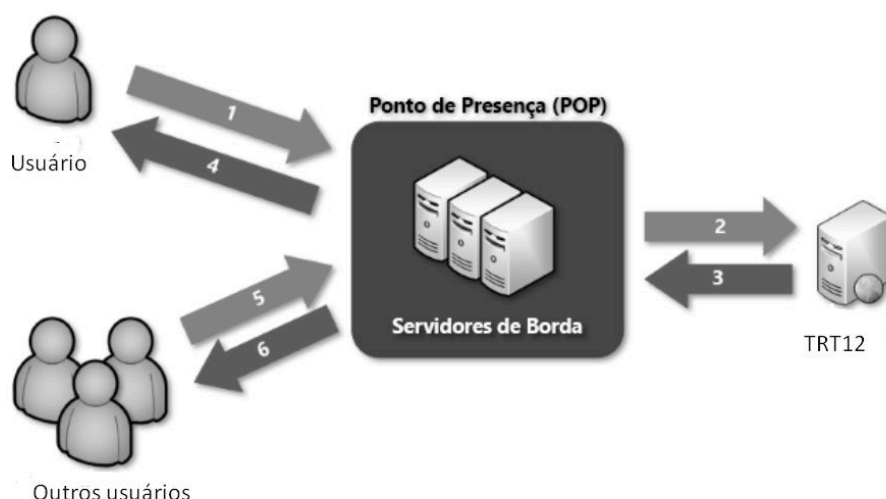 Usuário
1
4
Ponto de Presença (POP)
Servidores de Borda
2
3
TRT12
5
6
Outros usuários